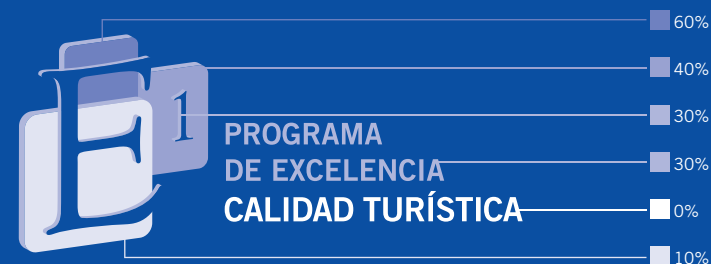 60%
40%
E 1
30%
PROGRAMA
DE EXCELENCIA
30%
CALIDAD TURÍSTICA
0%
10%